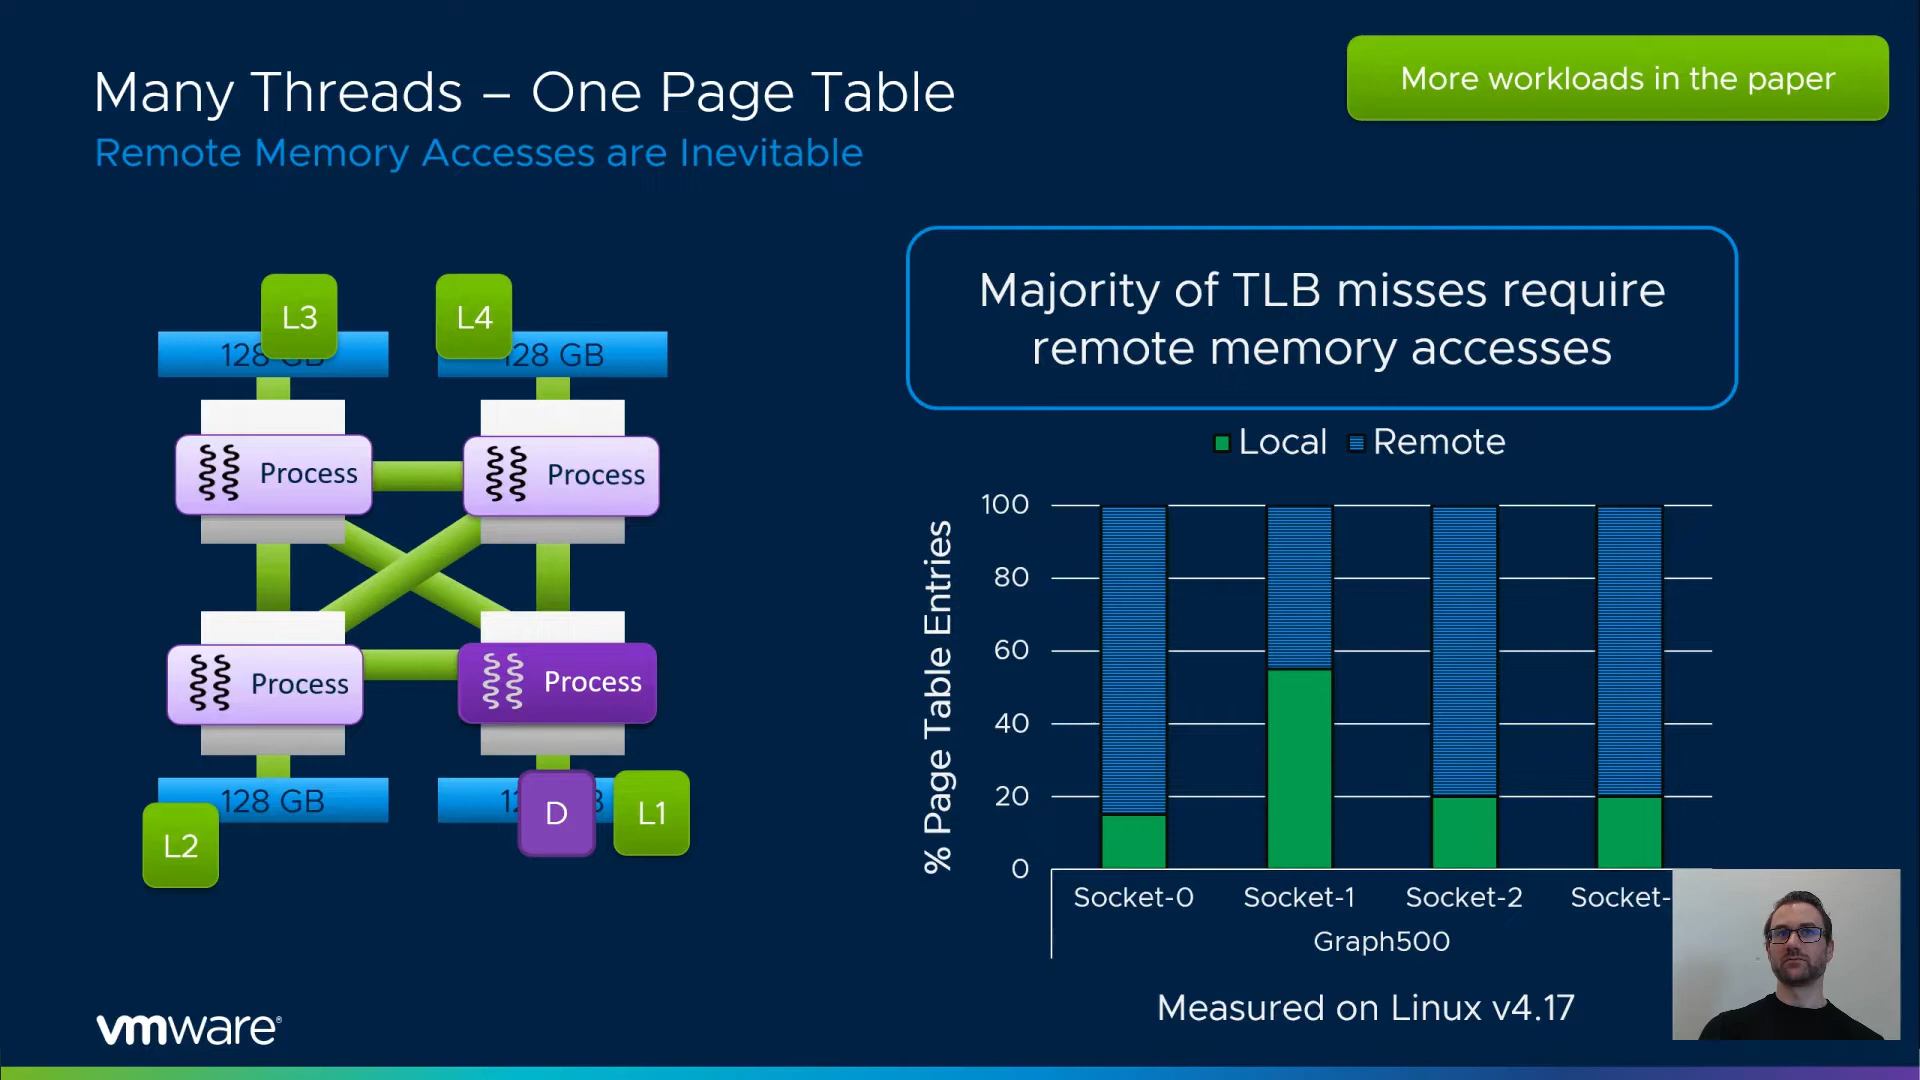 Many Threads – One Page Table
More workloads in the paper
Remote Memory Accesses are Inevitable
L3
L4
128 GB
128 GB
Process
Process
Process
Process
128 GB
L2
D
L1
Majority of TLB misses require
remote memory accesses
Local
Remote
100
80
60
40
20
0
% Page Table Entries
Socket-0
Socket-1
Socket-2
Socket-
Graph500
Measured on Linux v4.17
vmware®